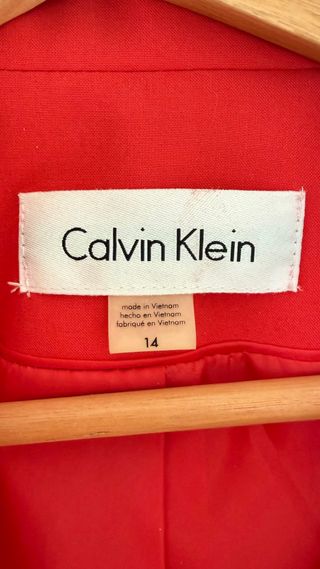 Calvin Klein
made in Vietnam
hecho en Vietnam
fabriqué en Vietnam
14